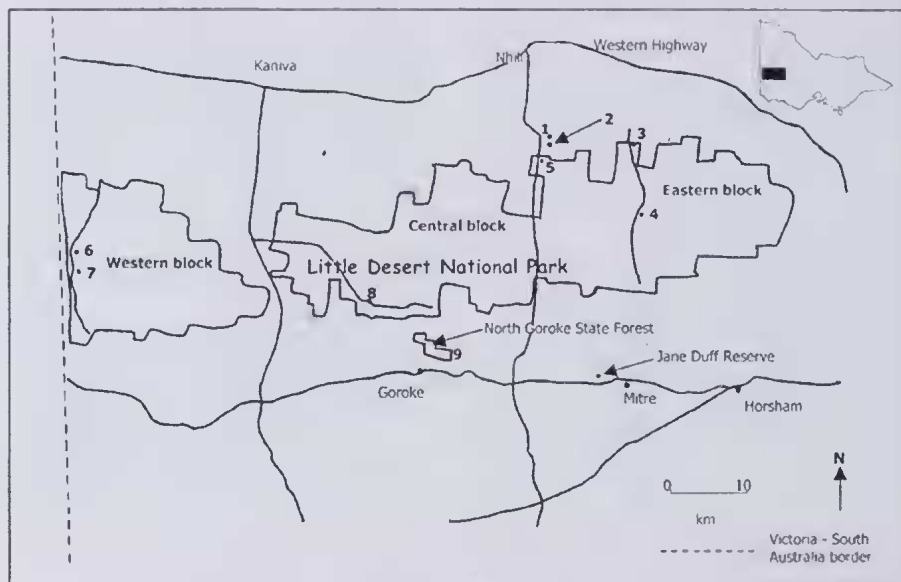 Western Highway
Nhill
Kaniva
1
2
3
5
Eastern block
4
Central block
6
Western block
7
Little Desert National Park
8
North Goroke State Forest
9
Jane Duff Reserve
Goroke
Mitre
Horsham
N
0 10
km
Victoria - South
Australia border